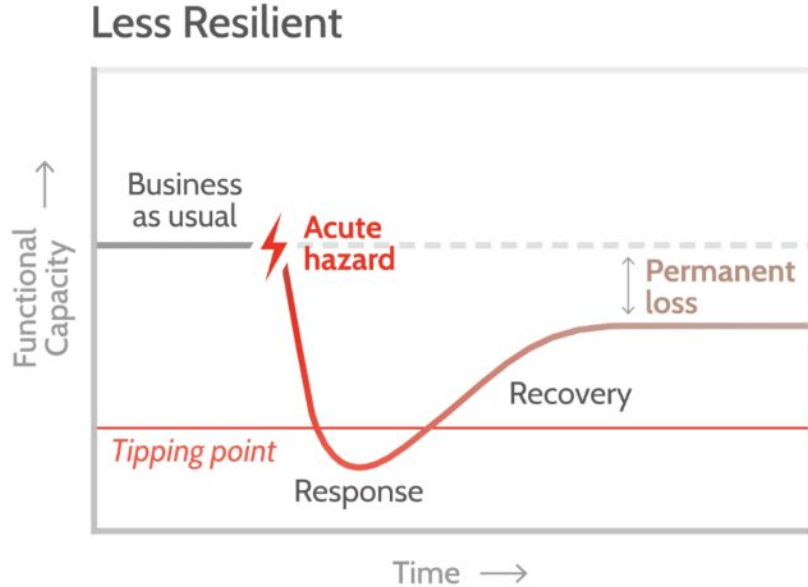 Less Resilient
Functional
Capacity
Business
as usual
Acute
hazard
Permanent
loss
Recovery
Tipping point
Response
Time